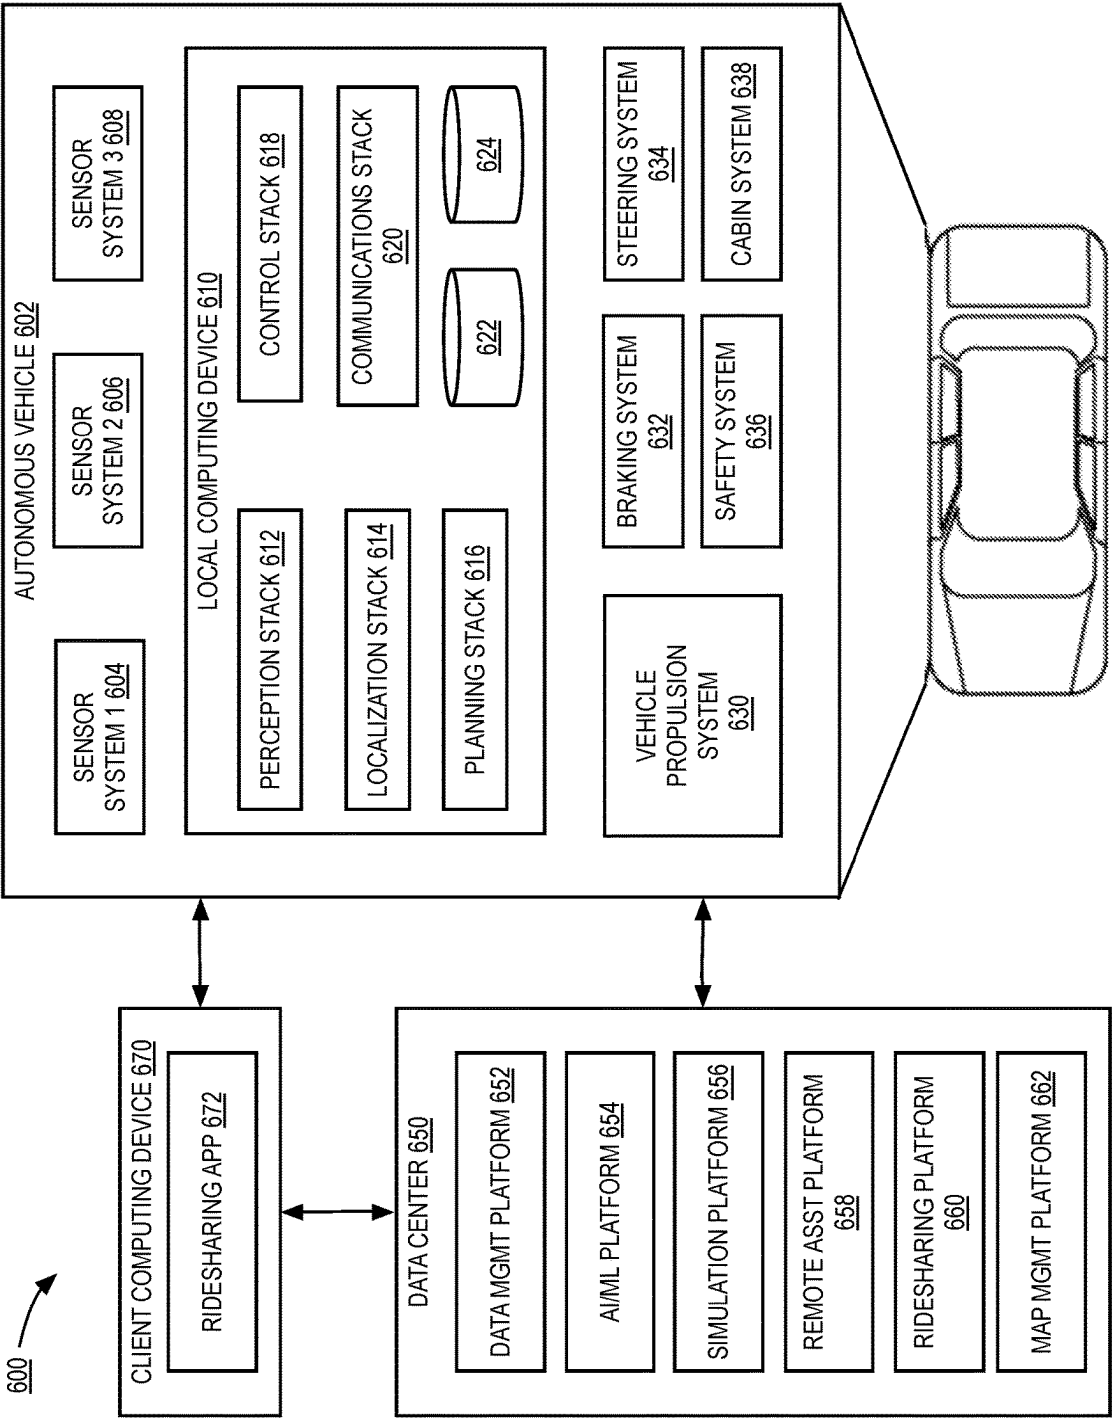 600
CLIENT COMPUTING DEVICE 670
RIDESHARING APP 672
DATA CENTER 650
DATA MGMT PLATFORM 652
AI/ML PLATFORM 654
SIMULATION PLATFORM 656
REMOTE ASST PLATFORM
658
RIDESHARING PLATFORM
660
MAP MGMT PLATFORM 662
AUTONOMOUS VEHICLE 602
SENSOR
SYSTEM 1 604
SENSOR
SYSTEM 2 606
SENSOR
SYSTEM 3 608
LOCAL COMPUTING DEVICE 610
PERCEPTION STACK 612
LOCALIZATION STACK 614
PLANNING STACK 616
CONTROL STACK 618
COMMUNICATIONS STACK
620
622
624
VEHICLE
PROPULSION
SYSTEM
630
BRAKING SYSTEM
632
STEERING SYSTEM
634
SAFETY SYSTEM
636
CABIN SYSTEM 638